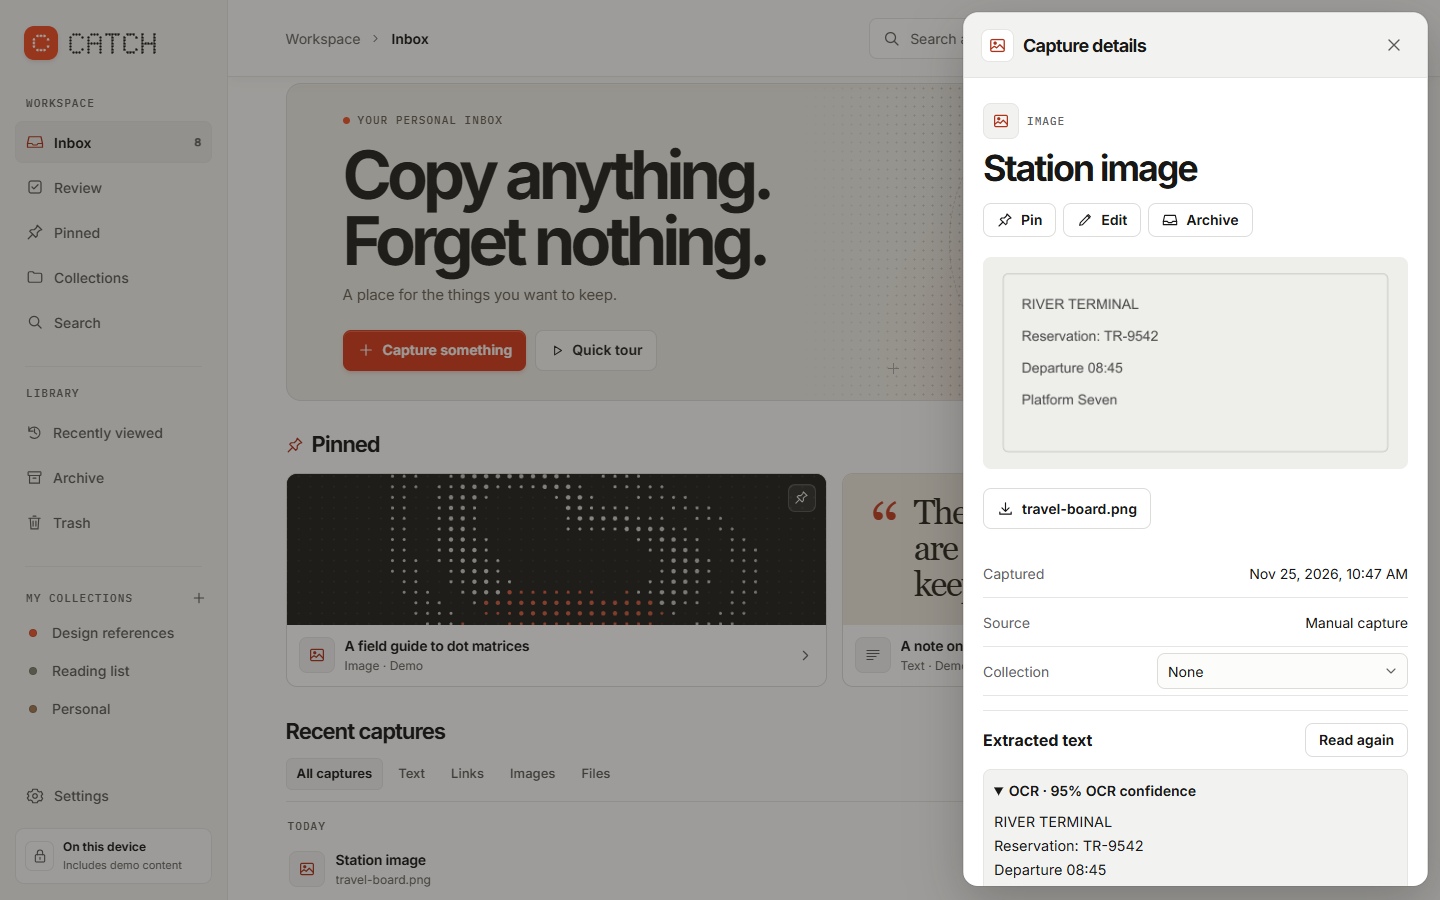 CATCH
WORKSPACE
Inbox 8
Review
Pinned
Collections
Search
LIBRARY
Recently viewed
Archive
Trash
MY COLLECTIONS
Design references
Reading list
Personal
Settings
On this device
Includes demo content
Workspace > Inbox
Search
YOUR PERSONAL INBOX
Copy anything.
Forget nothing.
A place for the things you want to keep.
Capture something
Quick tour
Pinned
A field guide to dot matrices
Image · Demo
“ The
are
A note on
Text · Demo
Recent captures
All captures Text Links Images Files
TODAY
Station image
travel-board.png
Capture details
IMAGE
Station image
Pin Edit Archive
RIVER TERMINAL
Reservation: TR-9542
Departure 08:45
Platform Seven
travel-board.png
Captured Nov 25, 2026, 10:47 AM
Source Manual capture
Collection None
Extracted text Read again
OCR · 95% OCR confidence
RIVER TERMINAL
Reservation: TR-9542
Departure 08:45